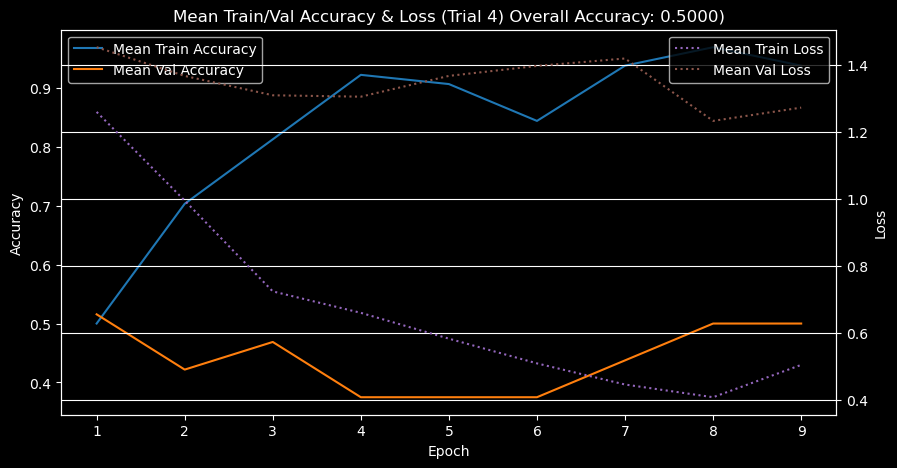 Mean Train/Val Accuracy & Loss (Trial 4) Overall Accuracy: 0.5000)
Mean Train Accuracy
Mean Val Accuracy
Mean Train Loss
Mean Val Loss
Accuracy
0.9
0.8
0.7
0.6
0.5
0.4
1.4
1.2
1.0
0.8
0.6
0.4
Loss
1 2 3 4 5 6 7 8 9
Epoch